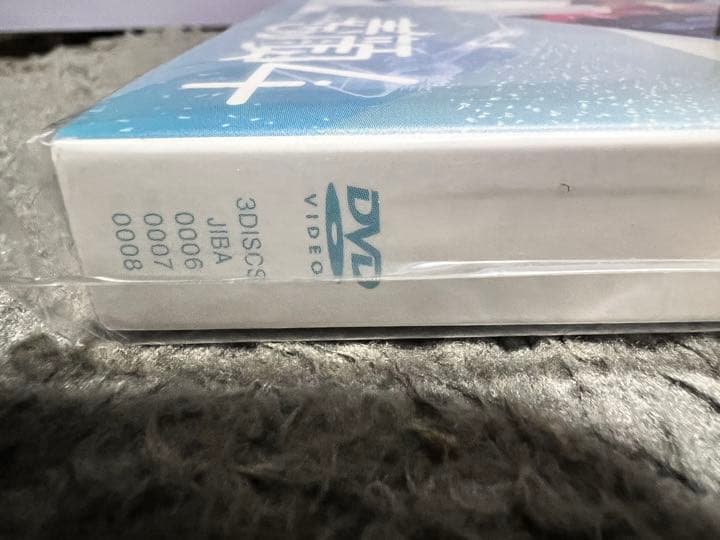 DVD
VIDEO
3DISCS
JIBA
0006
0007
0008